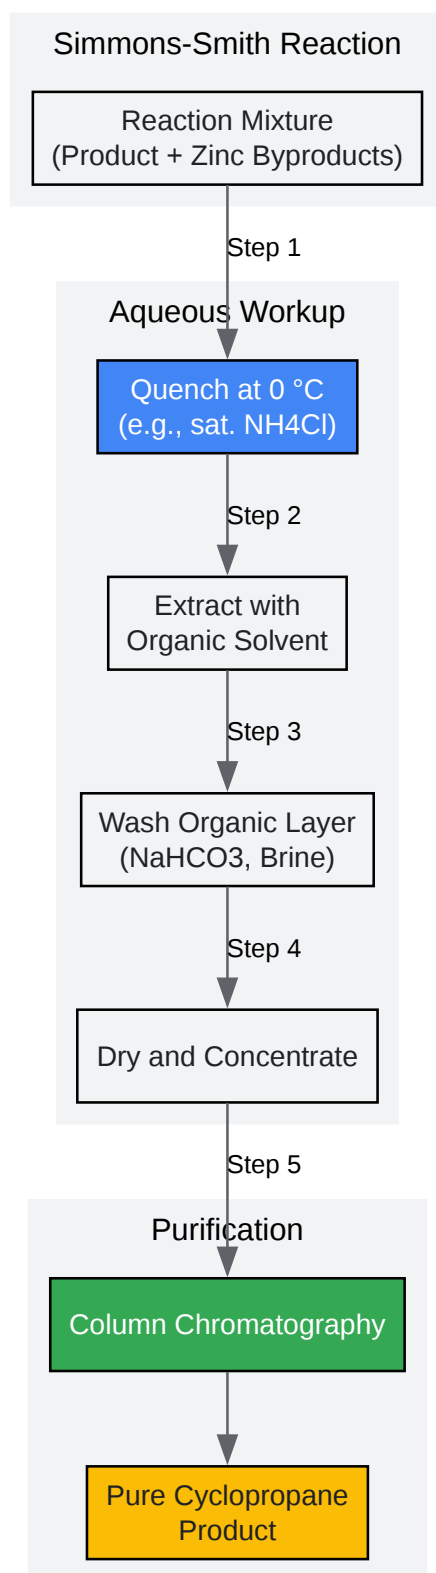 Simmons-Smith Reaction
Reaction Mixture
(Product + Zinc Byproducts)
Step 1
Aqueous Workup
Quench at 0 °C
(e.g., sat. NH4Cl)
Step 2
Extract with
Organic Solvent
Step 3
Wash Organic Layer
(NaHCO3, Brine)
Step 4
Dry and Concentrate
Step 5
Purification
Column Chromatography
Pure Cyclopropane
Product